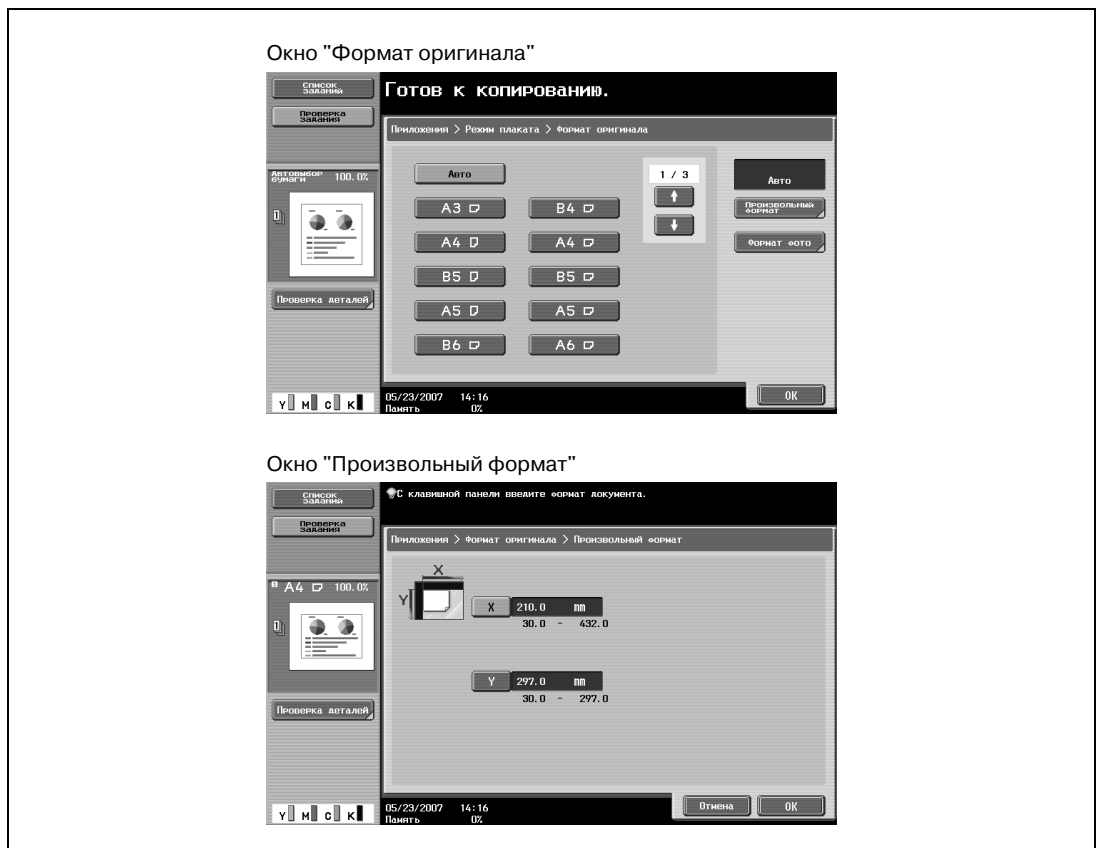 Окно "Формат оригинала"
Список
заданий
Готов к копированию.
Проверка
задания
Приложения > Режим плаката > Формат оригинала
Автовыбор
бумаги 100.0%
Авто
1 / 3
Авто
A3 B4
Произвольный
формат
A4 A4
Формат фото
B5 B5
Проверка деталей
A5 A5
B6 A6
OK
Y M C K
05/23/2007 14:16
Память 0%
Окно "Произвольный формат"
Список
заданий
С клавишной панели введите формат документа.
Проверка
задания
Приложения > Формат оригинала > Произвольный формат
X
A4 100.0%
Y
X 210.0 mm
30.0 - 432.0
Y 297.0 mm
30.0 - 297.0
Проверка деталей
Отмена OK
Y M C K
05/23/2007 14:16
Память 0%